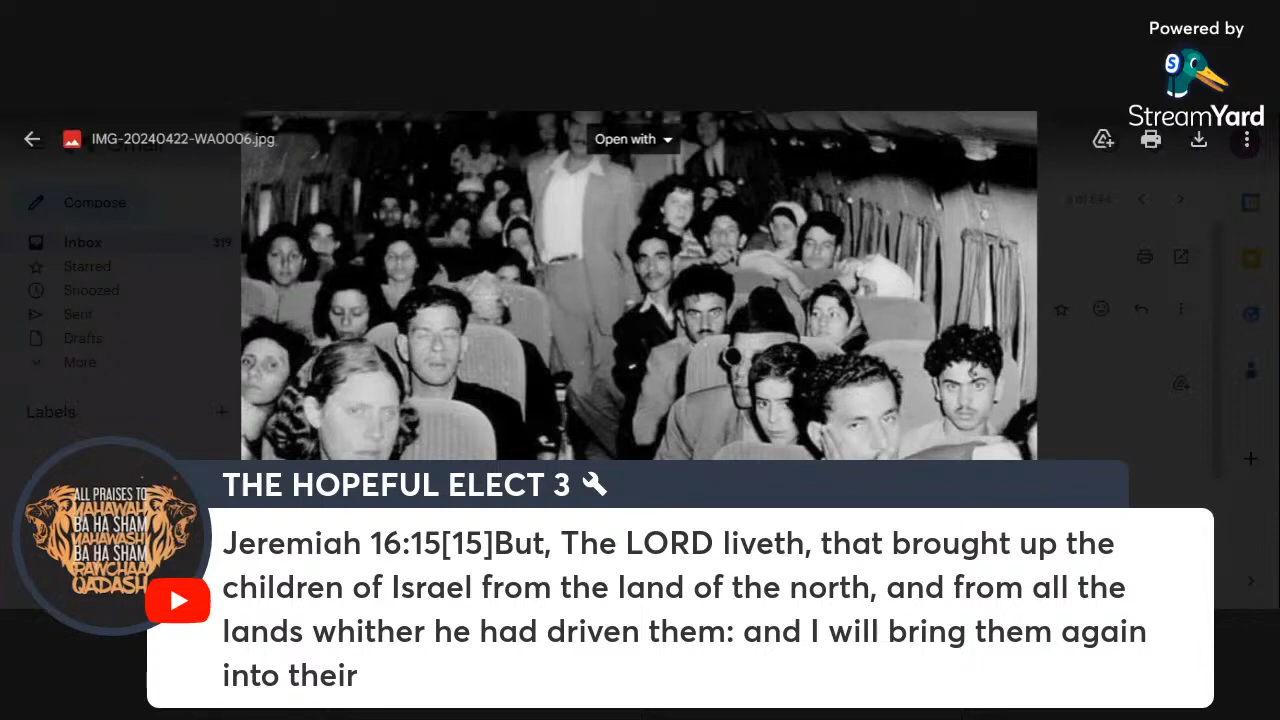 Powered by
StreamYard
IMG-20240422-WA0006.jpg
Open with
Compose
Inbox 319
Starred
Snoozed
Sent
Drafts
More
Labels
THE HOPEFUL ELECT 3
ALL PRAISES TO
MAHAWAH
BA HA SHAM
MAHAWASHI
BA HA SHAM
RAWCHAA
QADASH
Jeremiah 16:15[15]But, The LORD liveth, that brought up the
children of Israel from the land of the north, and from all the
lands whither he had driven them: and I will bring them again
into their